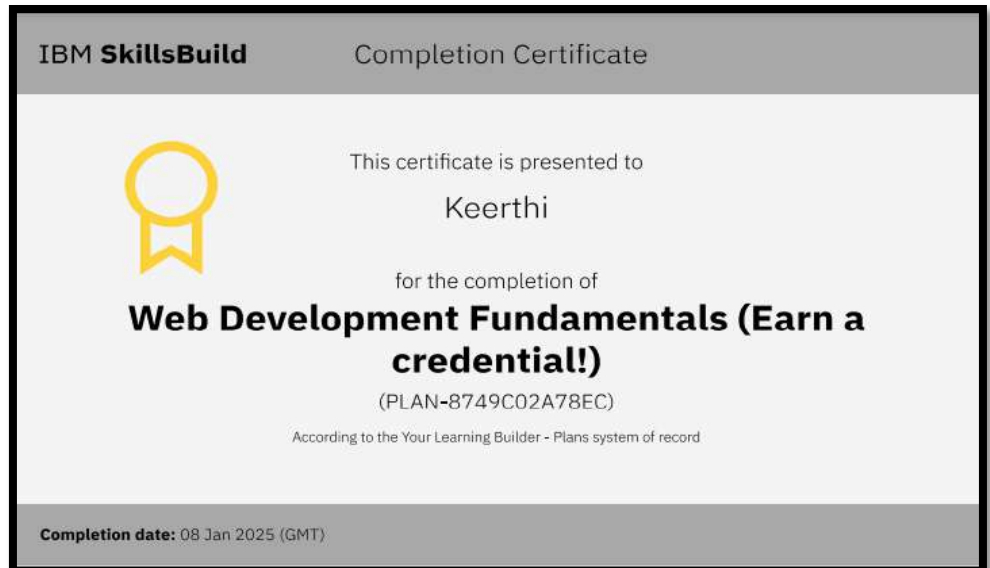 IBM SkillsBuild Completion Certificate
This certificate is presented to
Keerthi
for the completion of
Web Development Fundamentals (Earn a
credential!)
(PLAN-8749C02A78EC)
According to the Your Learning Builder - Plans system of record
Completion date: 08 Jan 2025 (GMT)